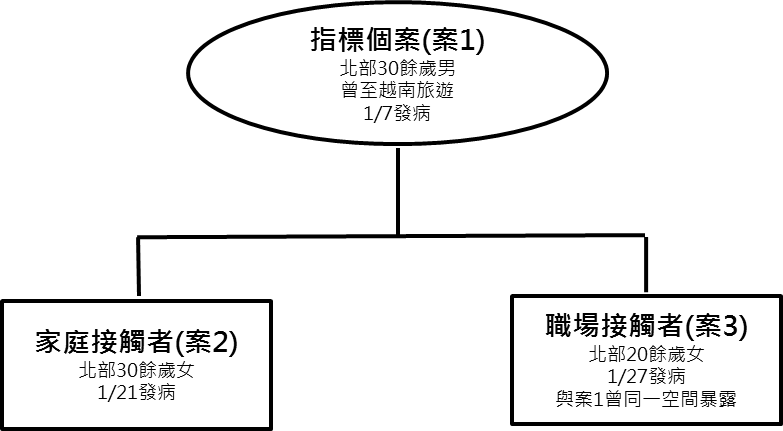 指標個案(案1)
北部30餘歲男
曾至越南旅遊
1/7發病
家庭接觸者(案2)
北部30餘歲女
1/21發病
職場接觸者(案3)
北部20餘歲女
1/27發病
與案1曾同一空間暴露